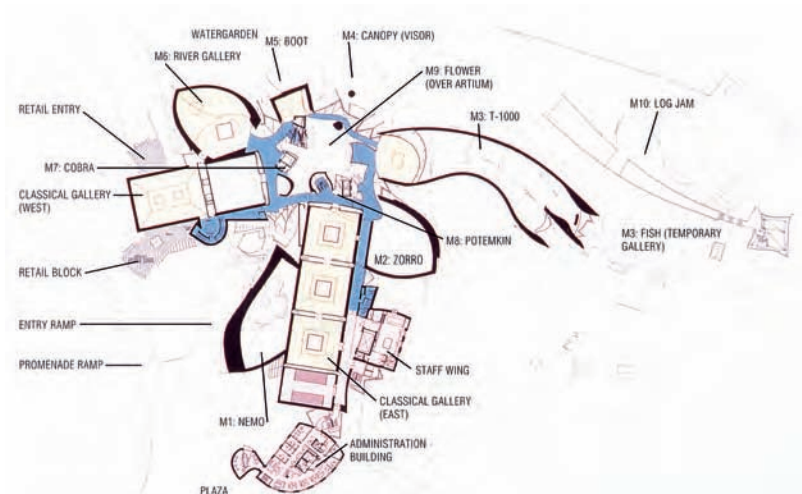 WATERGARDEN
M5: BOOT
M4: CANOPY (VISOR)
M6: RIVER GALLERY
M9: FLOWER
(OVER ARTIUM)
M3: T-1000
M10: LOG JAM
RETAIL ENTRY
M7: COBRA
CLASSICAL GALLERY
(WEST)
M8: POTEMKIN
M3: FISH (TEMPORARY
GALLERY)
M2: ZORRO
RETAIL BLOCK
ENTRY RAMP
PROMENADE RAMP
STAFF WING
CLASSICAL GALLERY
(EAST)
M1: NEMO
ADMINISTRATION
BUILDING
PLAZA